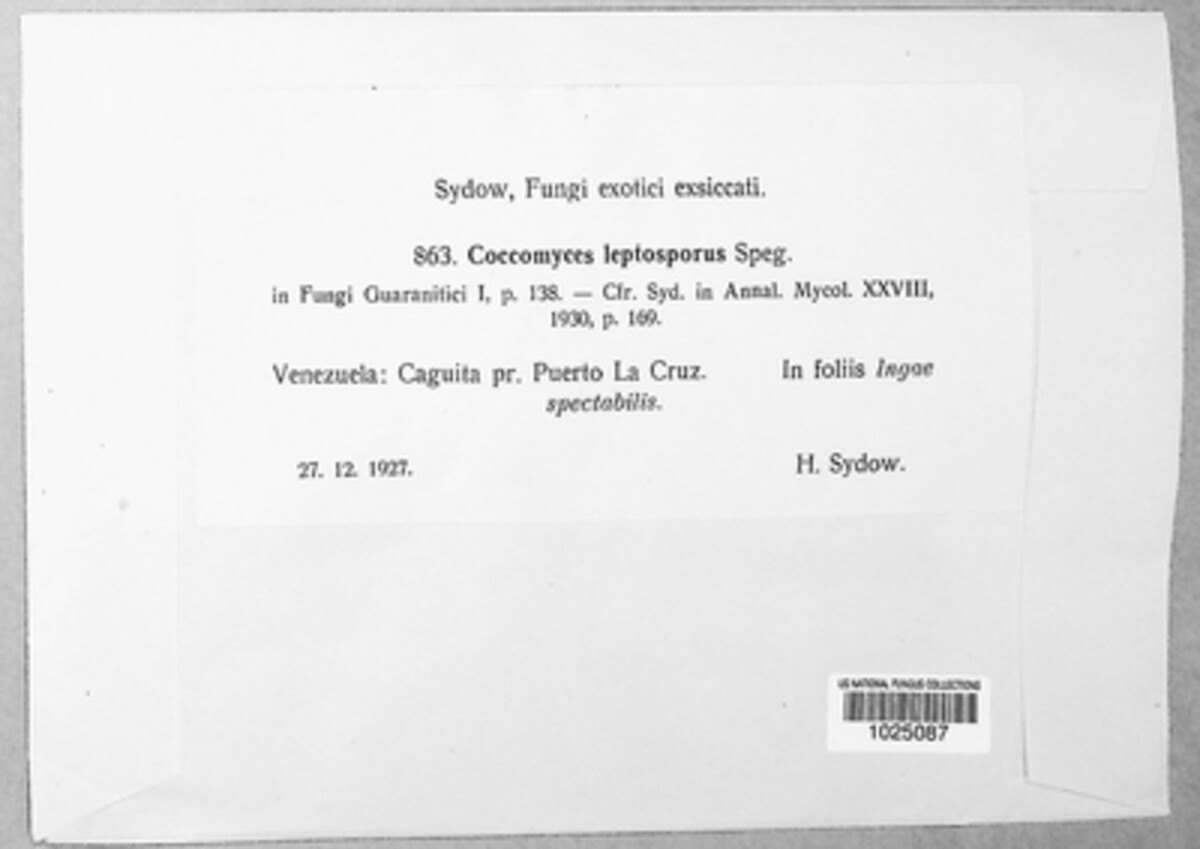 Sydow, Fungi exotici exsiccati.
863. Coccomyces leptosporus Speg.
in Fungi Guaranitici I, p. 138. — Cfr. Syd. in Annal. Mycol. XXVIII,
1930, p. 169.
Venezuela: Caguita pr. Puerto La Cruz. In foliis Ingae
spectabilis.
27. 12. 1927. H. Sydow.
US NATIONAL FUNGUS COLLECTIONS
1025087